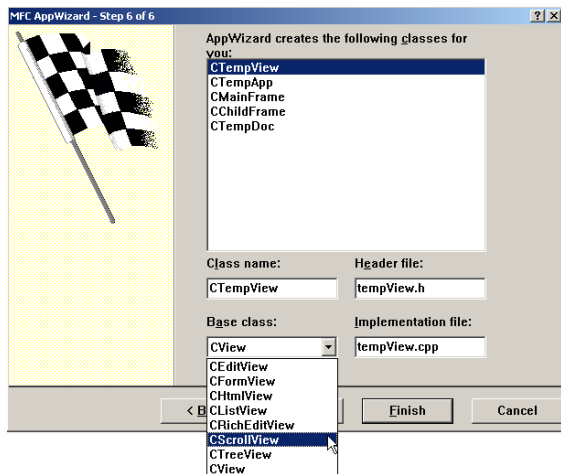 MFC AppWizard - Step 6 of 6
AppWizard creates the following classes for
you:
CTempView
CTempApp
CMainFrame
CChildFrame
CTempDoc
Class name:
Header file:
CTempView
tempView.h
Base class:
Implementation file:
CView
tempView.cpp
CEditView
CFormView
CHtmlView
CListView
CRichEditView
CScrollView
CTreeView
CView
< B
Finish
Cancel